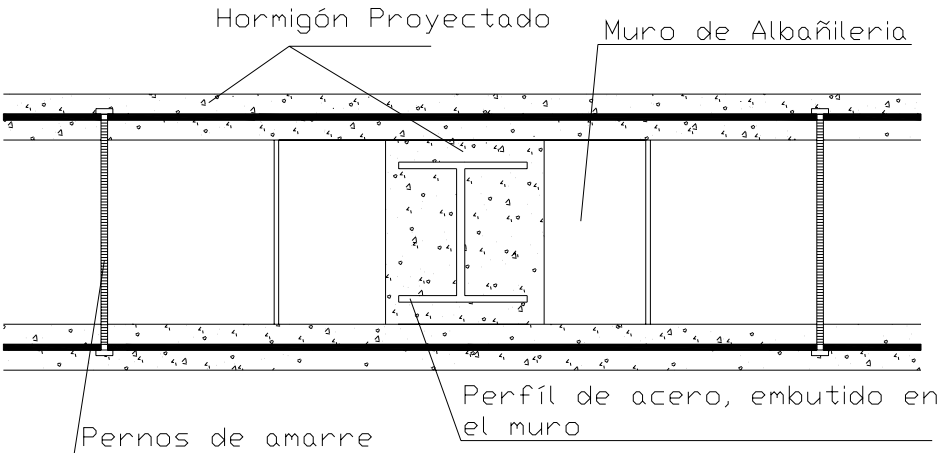 Hormigón Proyectado
Muro de Albañileria
Perfíl de acero, embutido en
el muro
Pernos de amarre